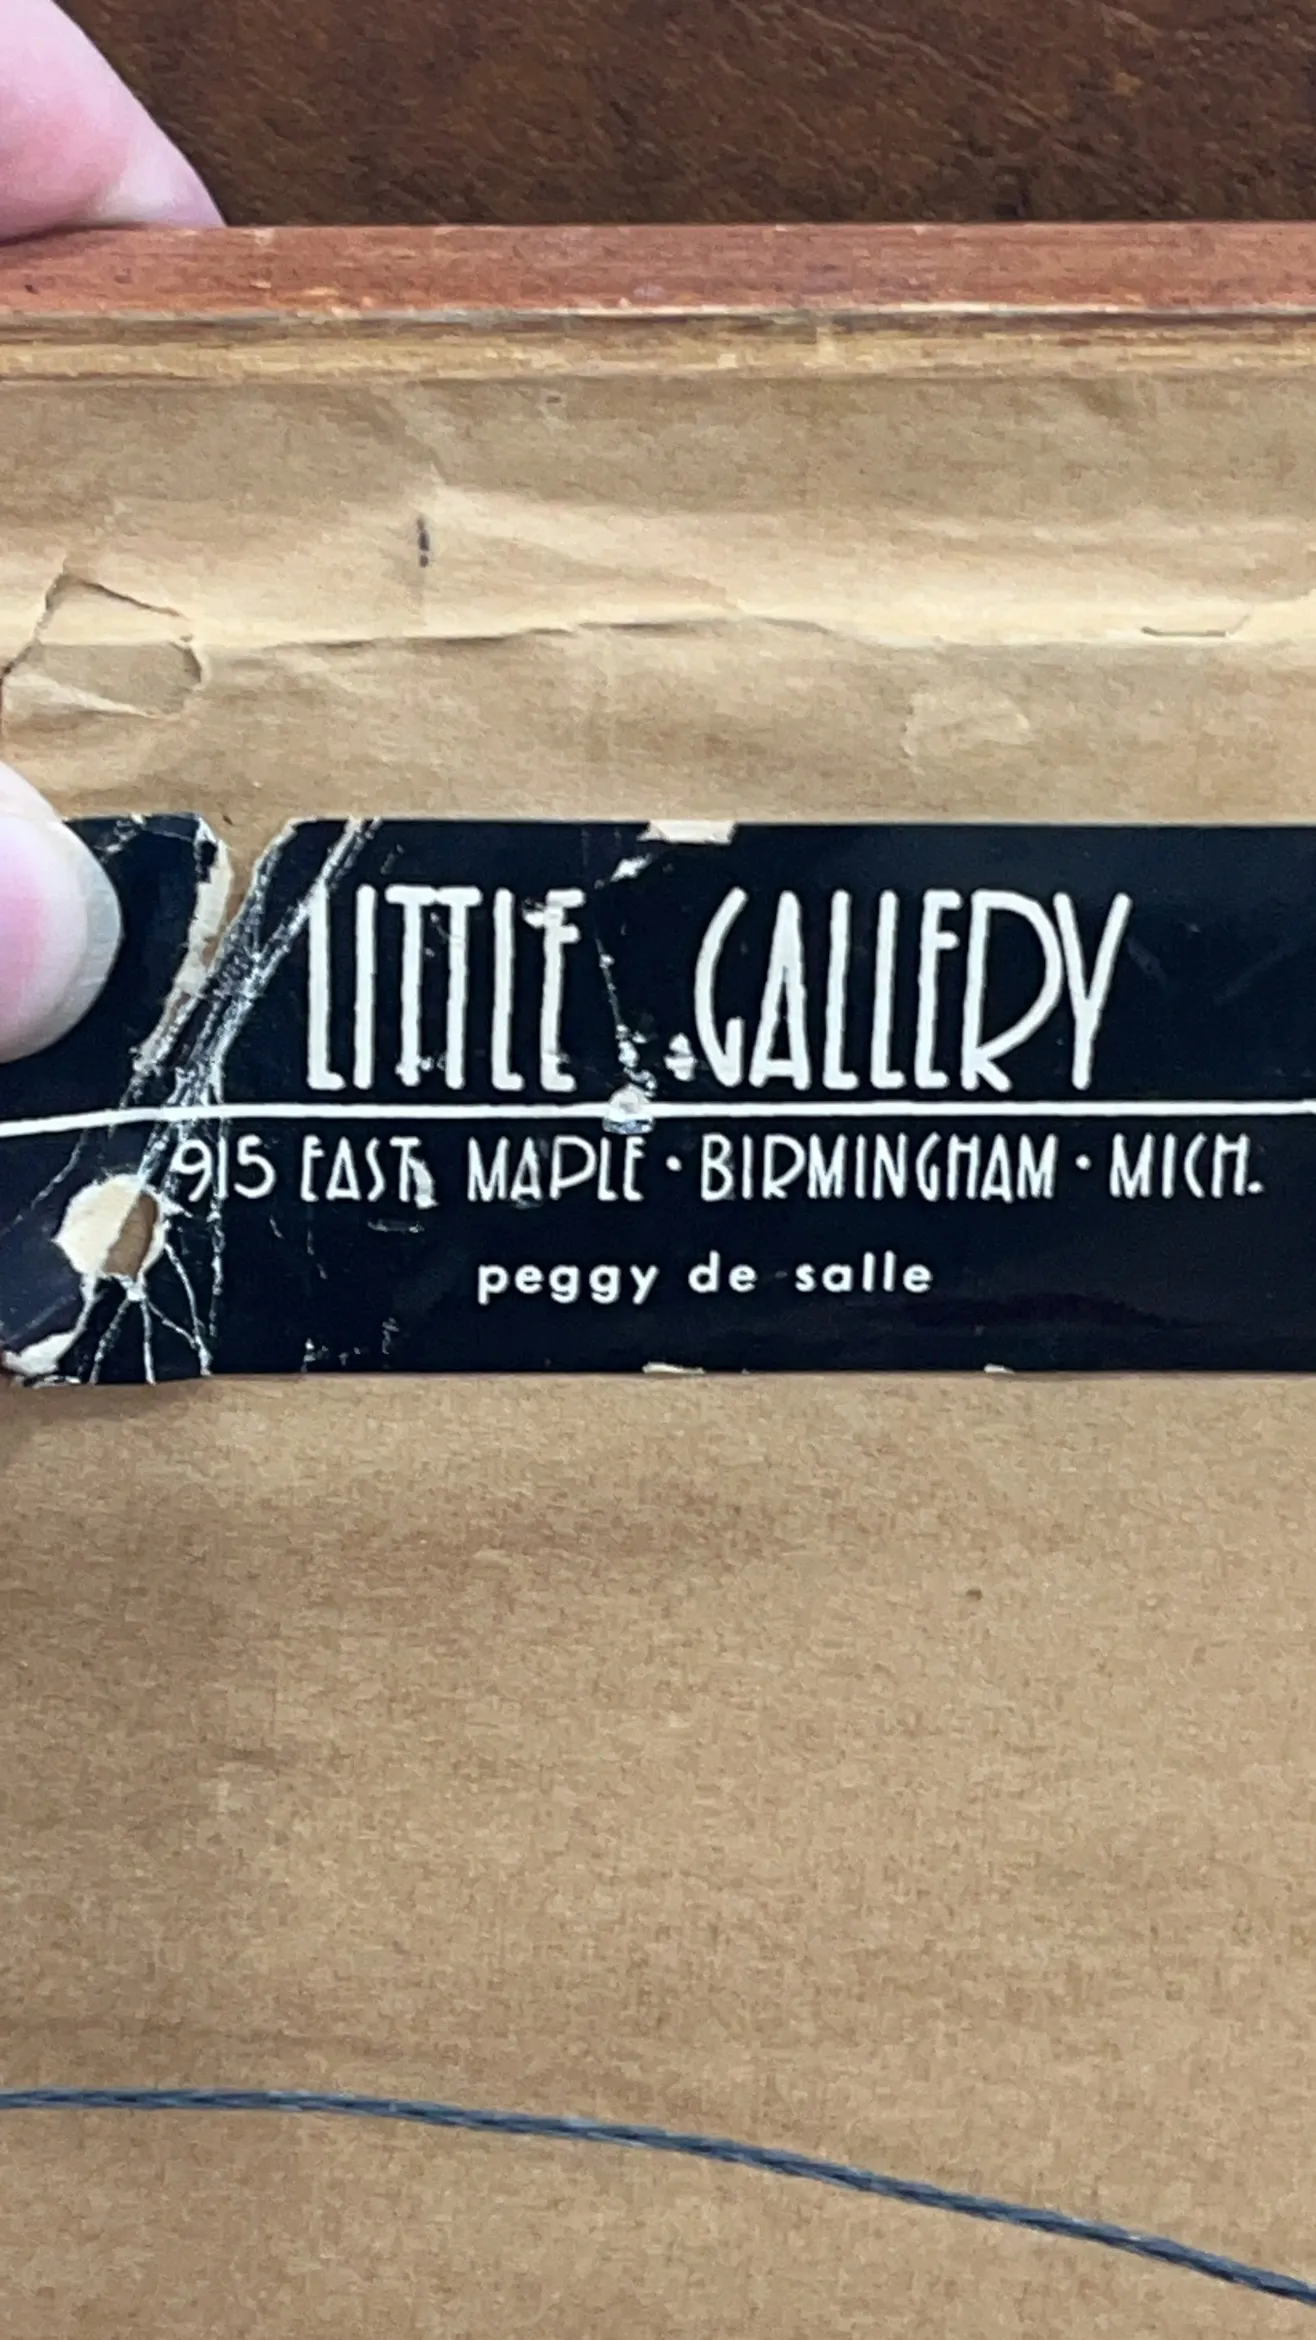 LITTLE GALLERY
915 EAST MAPLE · BIRMINGHAM · MICH.
peggy de salle